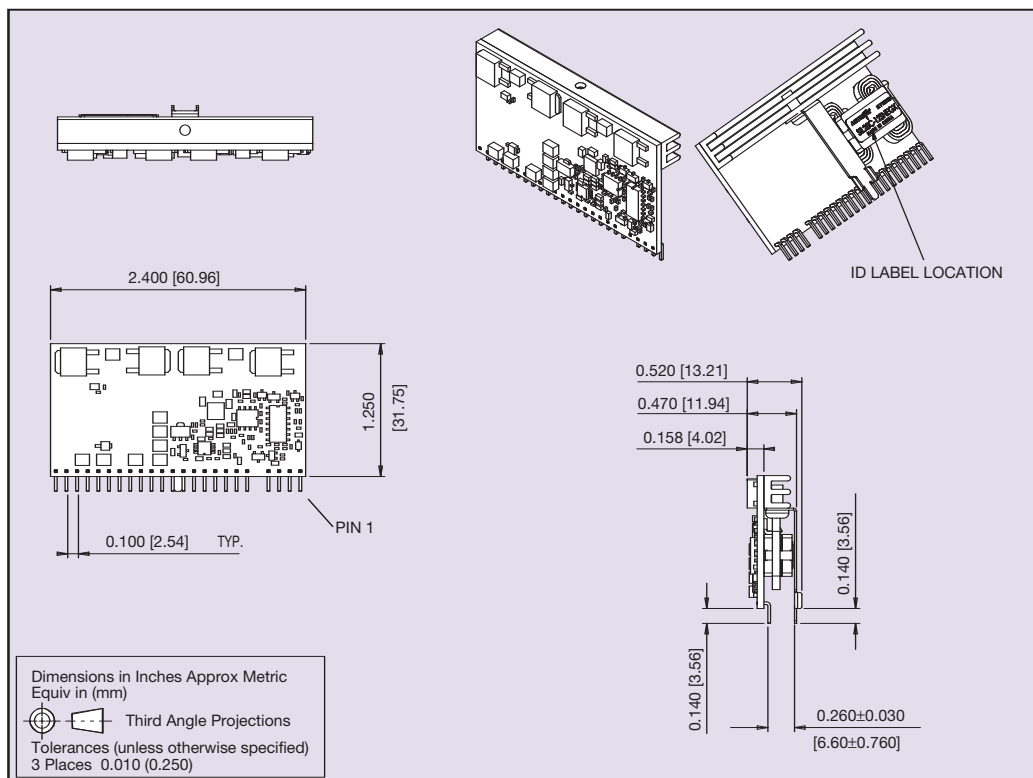 ID LABEL LOCATION
2.400 [60.96]
1.250
[31.75]
PIN 1
0.100 [2.54] TYP.
0.520 [13.21]
0.470 [11.94]
0.158 [4.02]
0.140 [3.56]
0.140 [3.56]
0.260±0.030
[6.60±0.760]
Dimensions in Inches Approx Metric
Equiv in (mm)
Third Angle Projections
Tolerances (unless otherwise specified)
3 Places 0.010 (0.250)